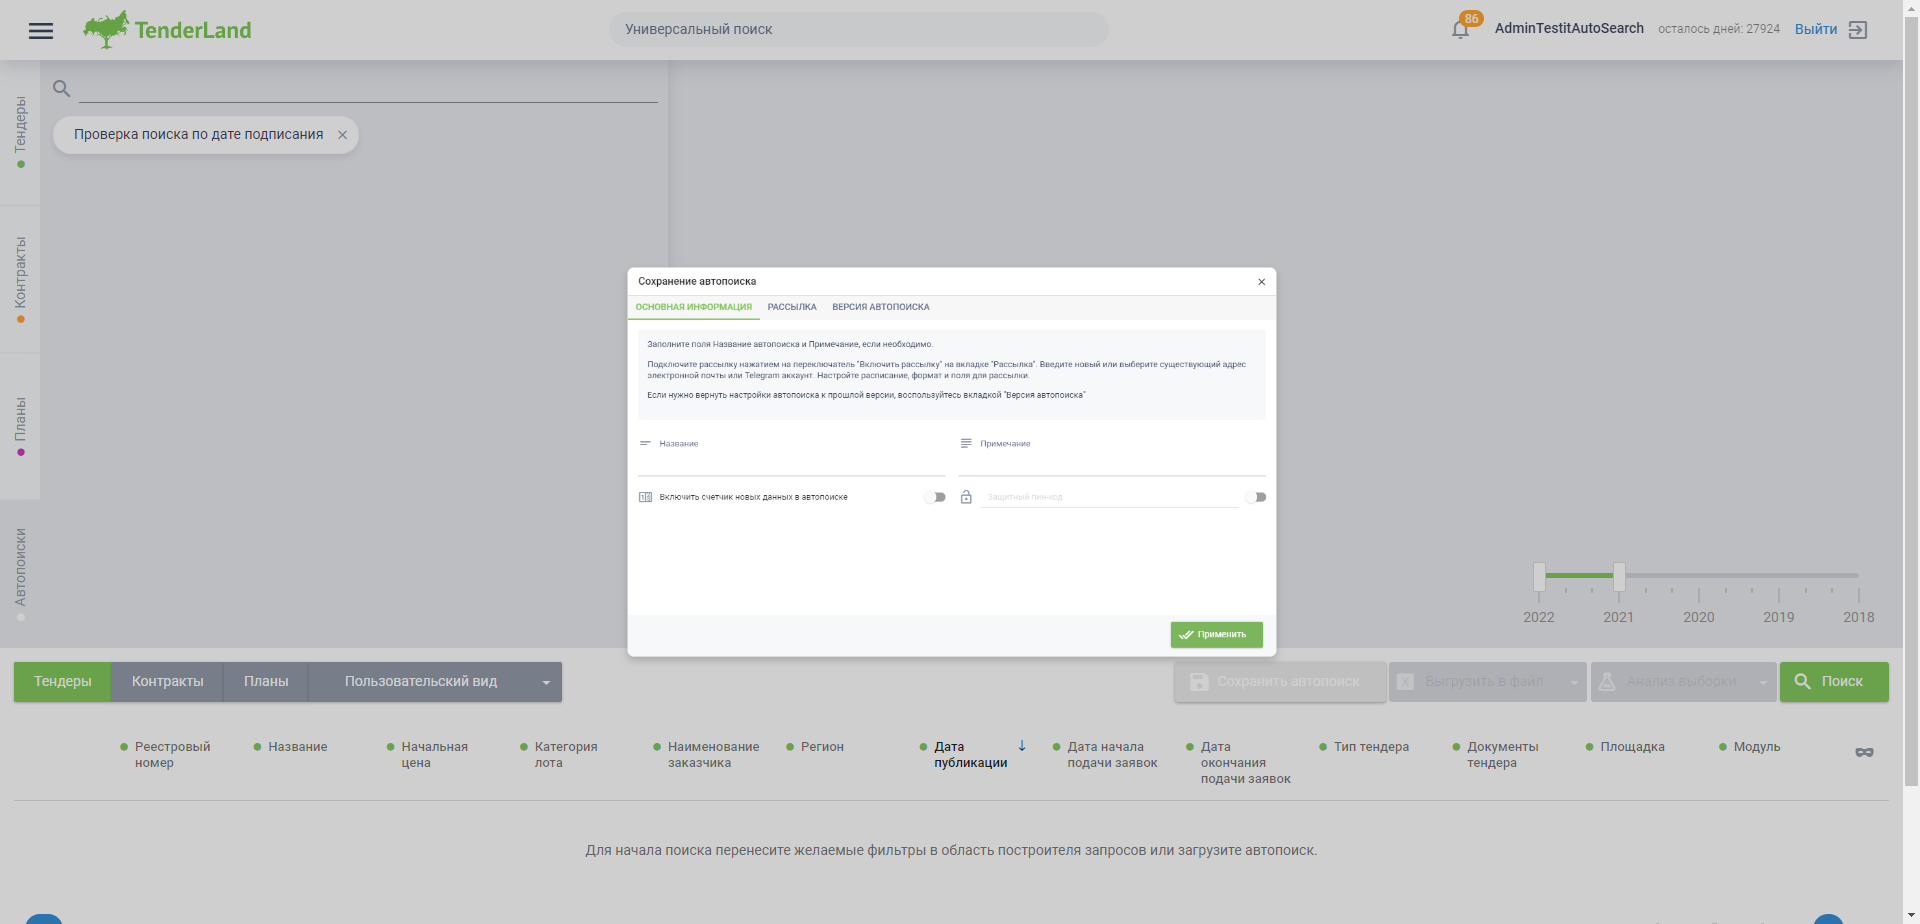 TenderLand
Универсальный поиск
86
AdminTestitAutoSearch
осталось дней: 27924
Выйти
Тендеры
Контракты
Планы
Автопоиски
Проверка поиска по дате подписания
Сохранение автопоиска
ОСНОВНАЯ ИНФОРМАЦИЯ
РАССЫЛКА
ВЕРСИЯ АВТОПОИСКА
Заполните поля Название автопоиска и Примечание, если необходимо.
Подключите рассылку нажатием на переключатель "Включить рассылку" на вкладке "Рассылка". Введите новый или выберите существующий адрес
электронной почты или Telegram аккаунт. Настройте расписание, формат и поля для рассылки.
Если нужно вернуть настройки автопоиска к прошлой версии, воспользуйтесь вкладкой "Версия автопоиска"
Название
Примечание
Включить счетчик новых данных в автопоиске
Защитный пин-код
Применить
2022
2021
2020
2019
2018
Тендеры
Контракты
Планы
Пользовательский вид
Сохранить автопоиск
Выгрузить в файл
Анализ выборки
Поиск
Реестровый
номер
Название
Начальная
цена
Категория
лота
Наименование
заказчика
Регион
Дата
публикации
Дата начала
подачи заявок
Дата
окончания
подачи заявок
Тип тендера
Документы
тендера
Площадка
Модуль
Для начала поиска перенесите желаемые фильтры в область построителя запросов или загрузите автопоиск.